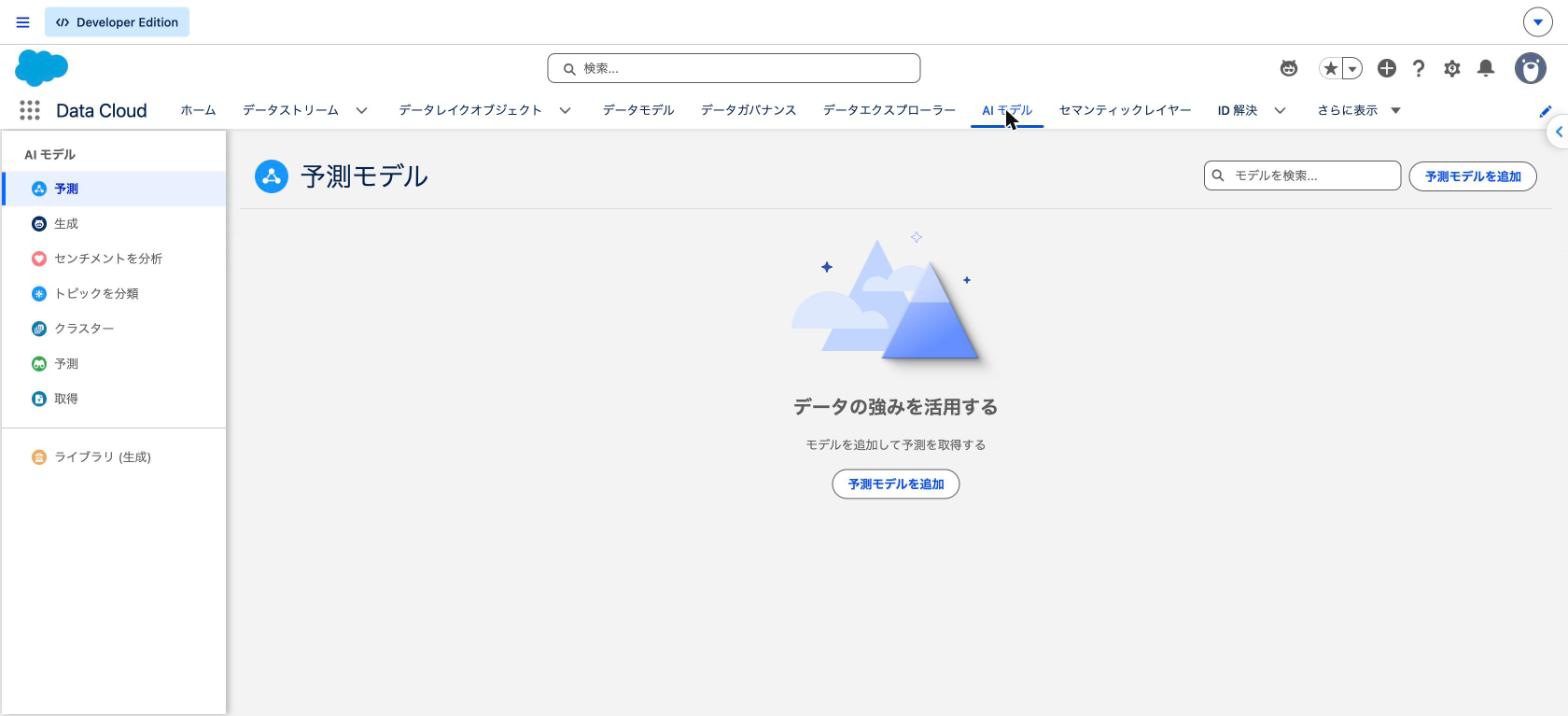 Developer Edition
検索...
Data Cloud
ホーム
データストリーム
データレイクオブジェクト
データモデル
データガバナンス
データエクスプローラー
AI モデル
セマンティックレイヤー
ID 解決
さらに表示
AI モデル
予測
生成
センチメントを分析
トピックを分類
クラスター
予測
取得
ライブラリ (生成)
予測モデル
モデルを検索...
予測モデルを追加
データの強みを活用する
モデルを追加して予測を取得する
予測モデルを追加